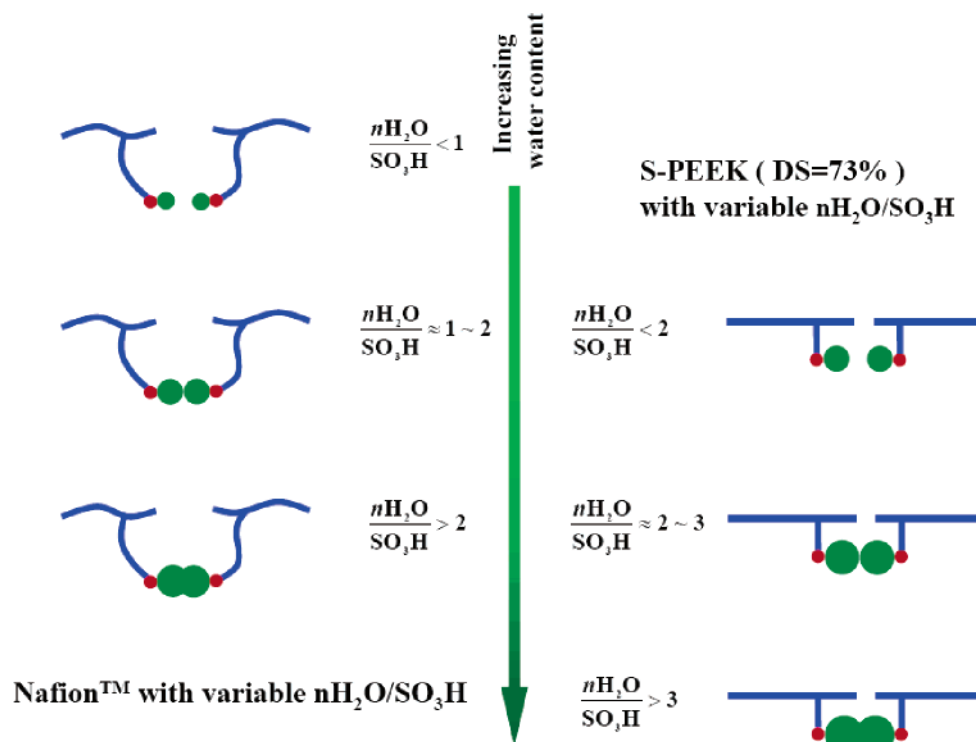 Increasing
water content
nH₂O
SO₃H
< 1
S-PEEK ( DS=73% )
with variable nH₂O/SO₃H
nH₂O
SO₃H
≈ 1 ~ 2
nH₂O
SO₃H
< 2
nH₂O
SO₃H
> 2
nH₂O
SO₃H
≈ 2 ~ 3
Nafion™ with variable nH₂O/SO₃H
nH₂O
SO₃H
> 3